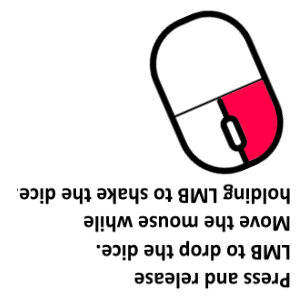 Press and release
LMB to drop the dice.
Move the mouse while
holding LMB to shake the dice.